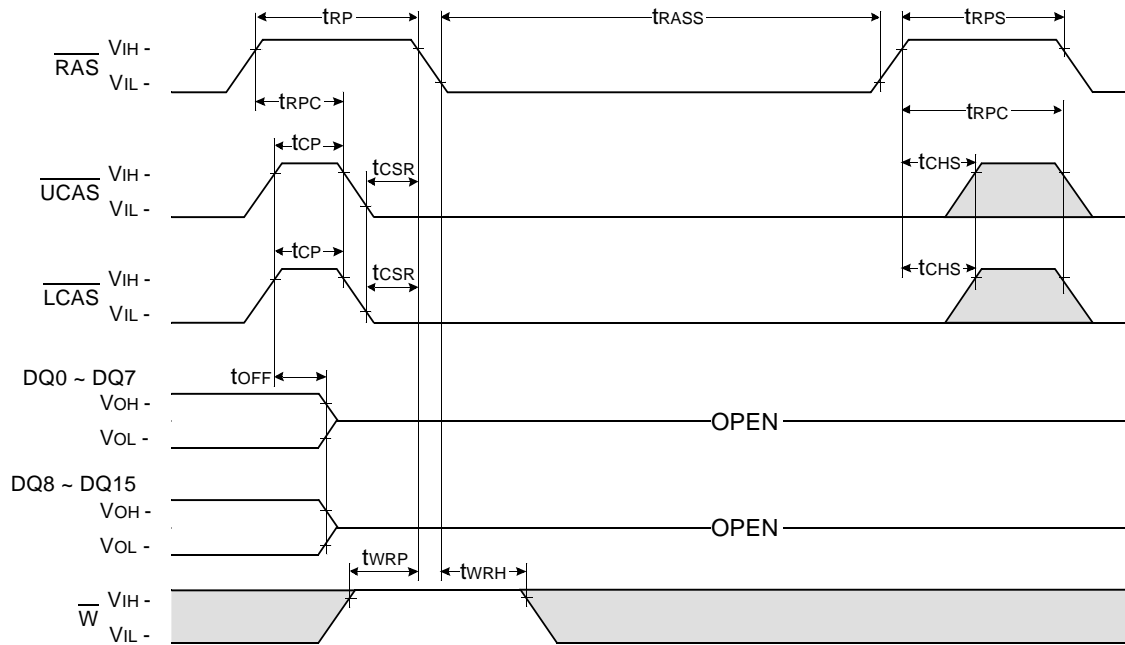 tRP tRASS tRPS
RAS VIH -
VIL -
tRPC tRPC
tCP tCSR tCHS
UCAS VIH -
VIL -
tCP tCSR tCHS
LCAS VIH -
VIL -
DQ0 ~ DQ7 tOFF
VOH -
VOL -
OPEN
DQ8 ~ DQ15
VOH -
VOL -
OPEN
tWRP tWRH
W VIH -
VIL -